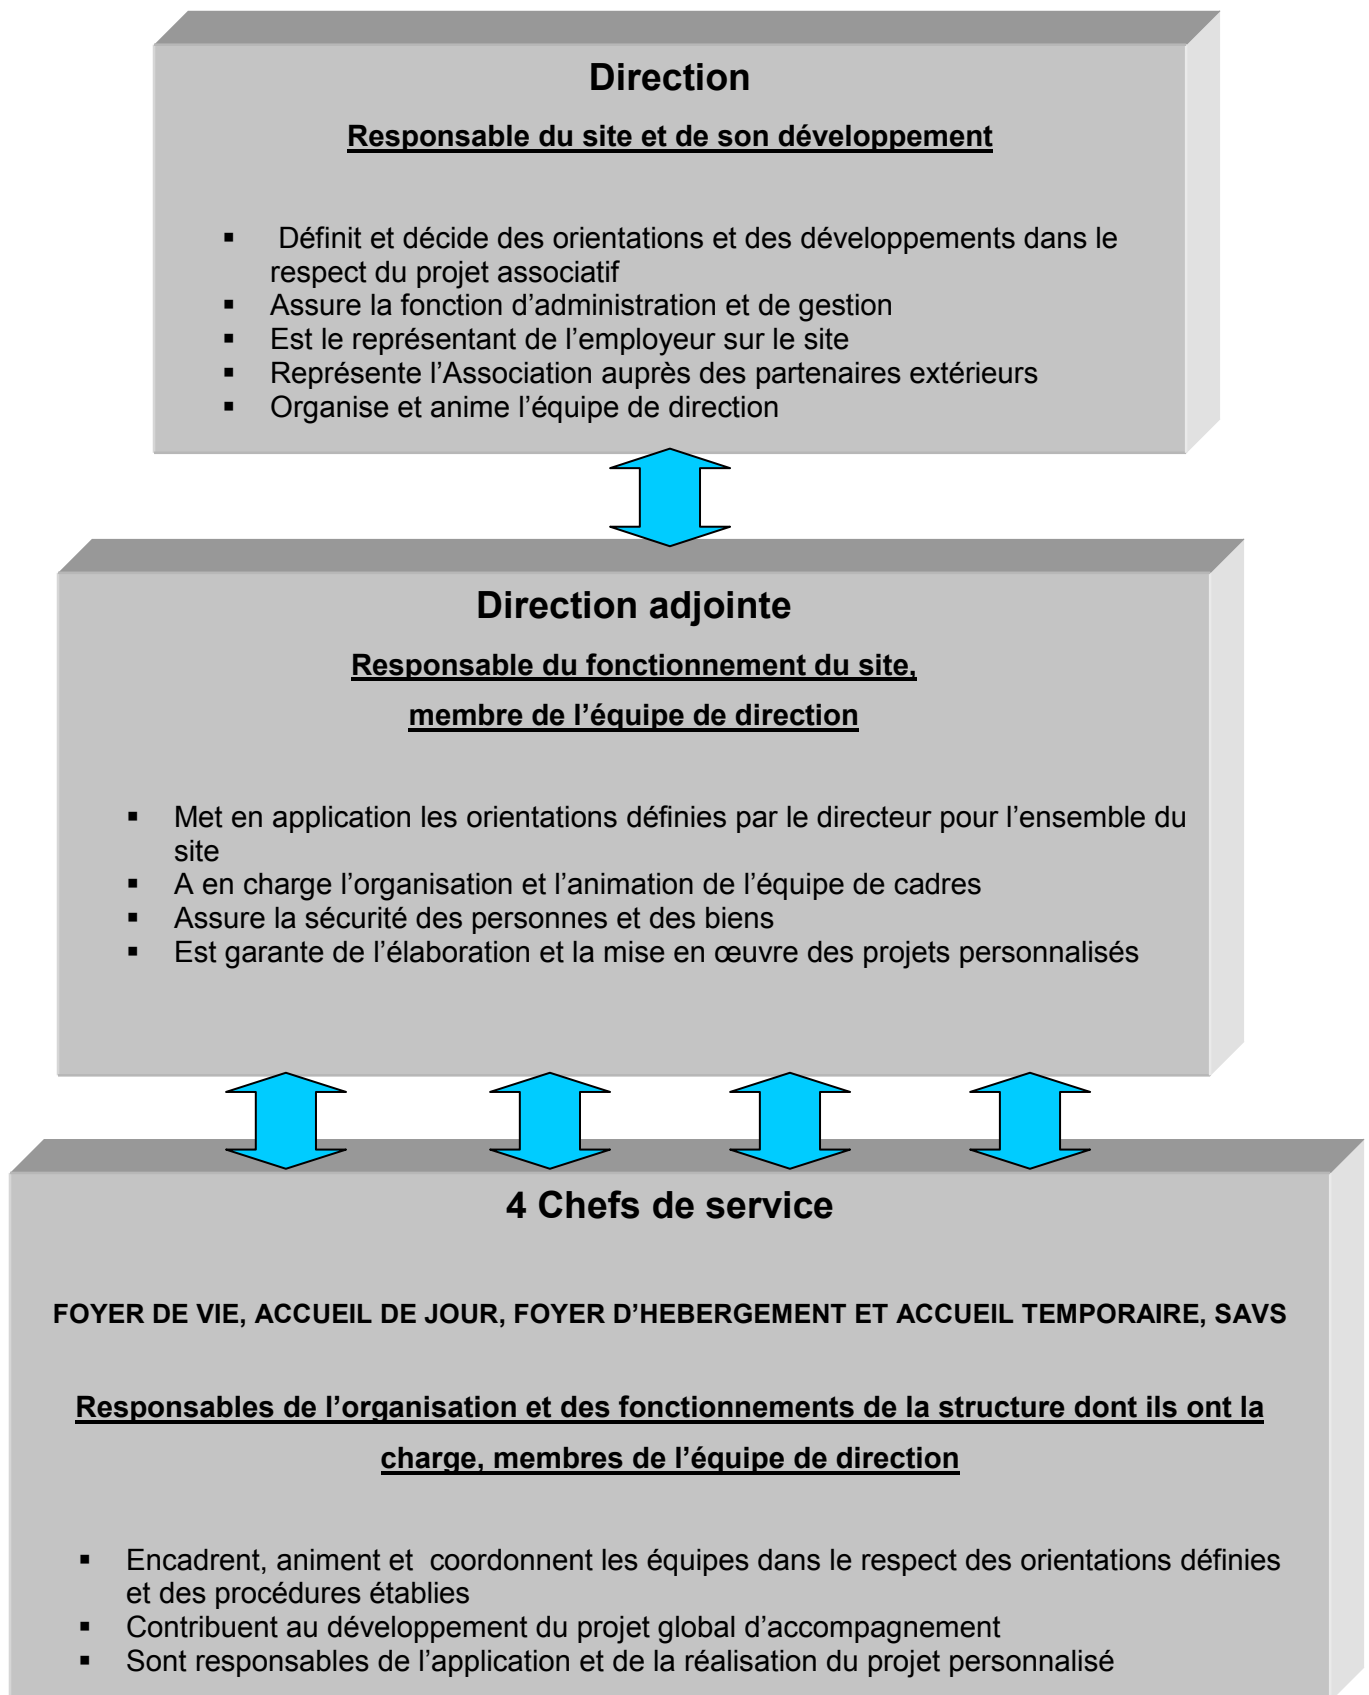 Direction
Responsable du site et de son développement
▪ Définit et décide des orientations et des développements dans le
respect du projet associatif
▪ Assure la fonction d’administration et de gestion
▪ Est le représentant de l’employeur sur le site
▪ Représente l’Association auprès des partenaires extérieurs
▪ Organise et anime l’équipe de direction
Direction adjointe
Responsable du fonctionnement du site,
membre de l’équipe de direction
▪ Met en application les orientations définies par le directeur pour l’ensemble du
site
▪ A en charge l’organisation et l’animation de l’équipe de cadres
▪ Assure la sécurité des personnes et des biens
▪ Est garante de l’élaboration et la mise en œuvre des projets personnalisés
4 Chefs de service
FOYER DE VIE, ACCUEIL DE JOUR, FOYER D’HEBERGEMENT ET ACCUEIL TEMPORAIRE, SAVS
Responsables de l’organisation et des fonctionnements de la structure dont ils ont la
charge, membres de l’équipe de direction
▪ Encadrent, animent et  coordonnent les équipes dans le respect des orientations définies
et des procédures établies
▪ Contribuent au développement du projet global d’accompagnement
▪ Sont responsables de l’application et de la réalisation du projet personnalisé